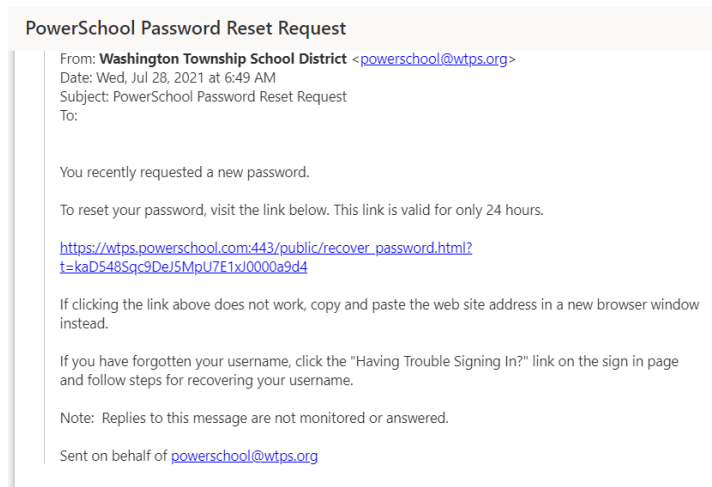 PowerSchool Password Reset Request
From: Washington Township School District <powerschool@wtps.org>
Date: Wed, Jul 28, 2021 at 6:49 AM
Subject: PowerSchool Password Reset Request
To:
You recently requested a new password.
To reset your password, visit the link below. This link is valid for only 24 hours.
https://wtps.powerschool.com:443/public/recover_password.html?
t=kaD548Sqc9DeJ5MpU7E1xJ0000a9d4
If clicking the link above does not work, copy and paste the web site address in a new browser window
instead.
If you have forgotten your username, click the "Having Trouble Signing In?" link on the sign in page
and follow steps for recovering your username.
Note:  Replies to this message are not monitored or answered.
Sent on behalf of powerschool@wtps.org